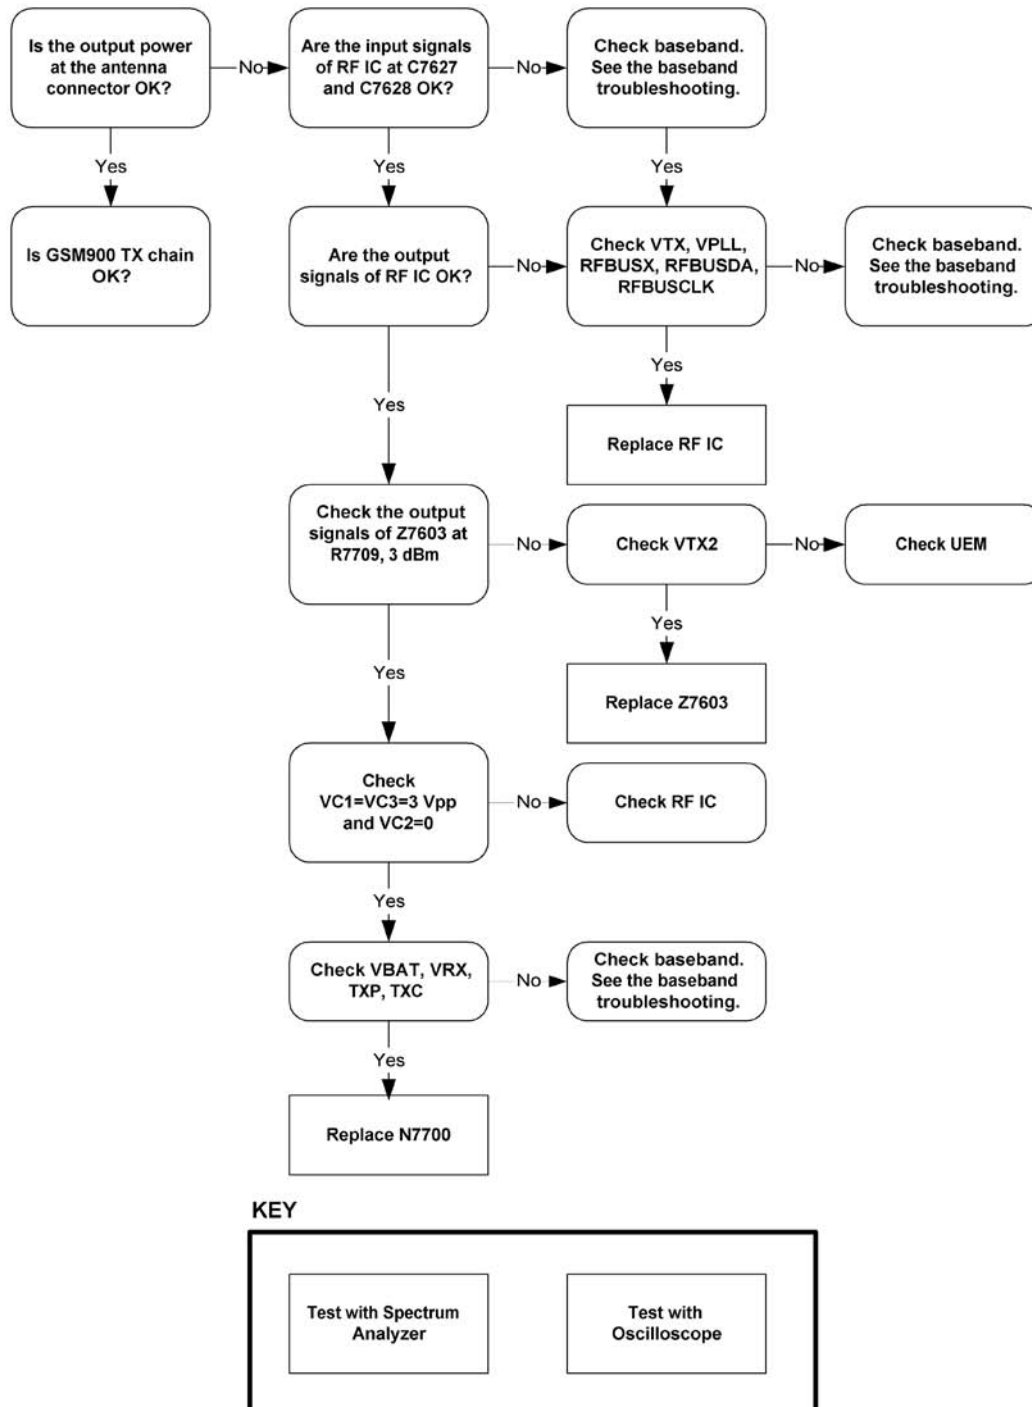 Is the output power
at the antenna
connector OK?
No
Are the input signals
of RF IC at C7627
and C7628 OK?
No
Check baseband.
See the baseband
troubleshooting.
Yes
Yes
Yes
Is GSM900 TX chain
OK?
Are the output
signals of RF IC OK?
No
Check VTX, VPLL,
RFBUSX, RFBUSDA,
RFBUSCLK
No
Check baseband.
See the baseband
troubleshooting.
Yes
Yes
Replace RF IC
Check the output
signals of Z7603 at
R7709, 3 dBm
No
Check VTX2
No
Check UEM
Yes
Yes
Replace Z7603
Check
VC1=VC3=3 Vpp
and VC2=0
No
Check RF IC
Yes
Check VBAT, VRX,
TXP, TXC
No
Check baseband.
See the baseband
troubleshooting.
Yes
Replace N7700
KEY
Test with Spectrum
Analyzer
Test with
Oscilloscope